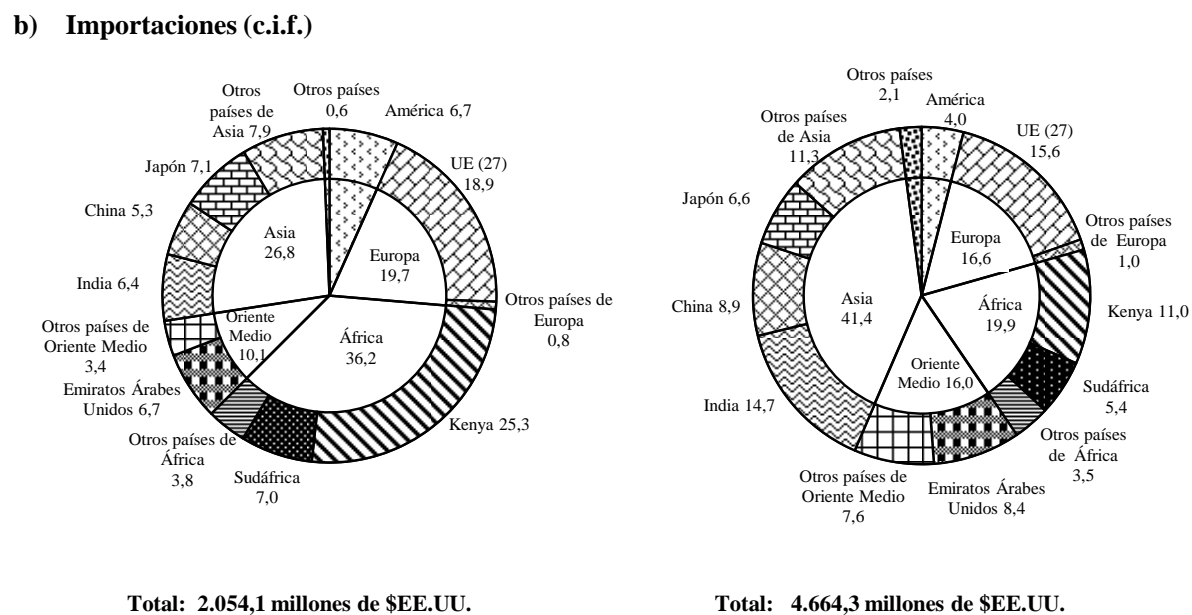 b) Importaciones (c.i.f.)
Otros
países de
Asia 7,9
Otros países
0,6
América 6,7
UE (27)
18,9
Japón 7,1
China 5,3
India 6,4
Asia
26,8
Europa
19,7
Otros países de
Europa
0,8
Oriente
Medio
10,1
África
36,2
Otros países de
Oriente Medio
3,4
Emiratos Árabes
Unidos 6,7
Kenya 25,3
Otros países de
África
3,8
Sudáfrica
7,0
Total: 2.054,1 millones de $EE.UU.
Otros países
2,1
América
4,0
Otros países
de Asia
11,3
UE (27)
15,6
Japón 6,6
Otros países
de Europa
1,0
Europa
16,6
China 8,9
Asia
41,4
África
19,9
Kenya 11,0
Oriente
Medio 16,0
Sudáfrica
5,4
India 14,7
Otros países
de África
3,5
Otros países de
Oriente Medio
7,6
Emiratos Árabes
Unidos 8,4
Total: 4.664,3 millones de $EE.UU.